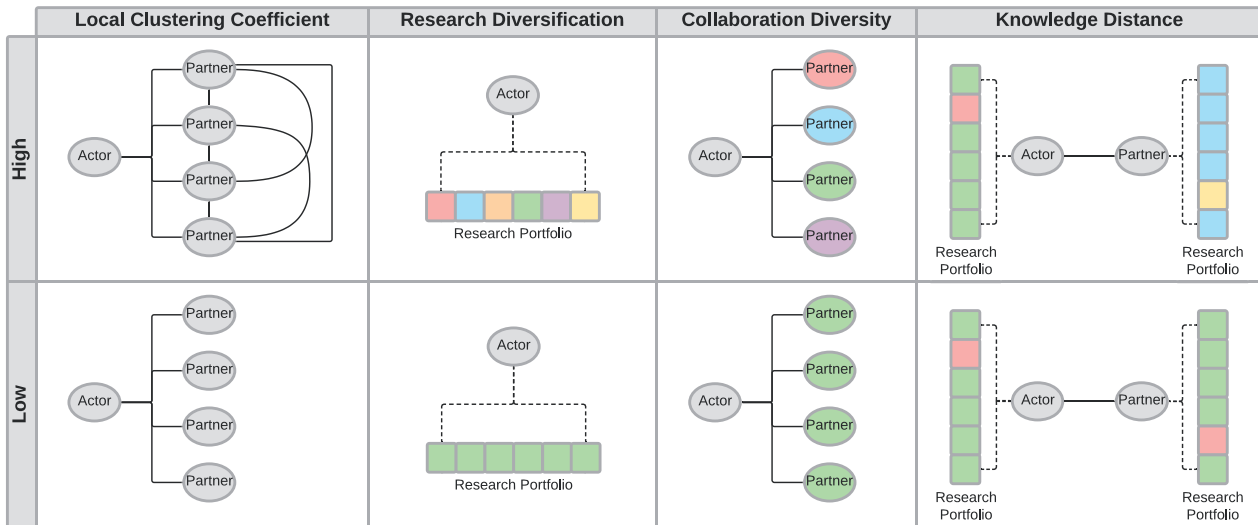 Local Clustering Coefficient
Research Diversification
Collaboration Diversity
Knowledge Distance
High
Actor
Partner
Partner
Partner
Partner
Actor
Research Portfolio
Actor
Partner
Partner
Partner
Partner
Research
Portfolio
Actor
Partner
Research
Portfolio
Low
Actor
Partner
Partner
Partner
Partner
Actor
Research Portfolio
Actor
Partner
Partner
Partner
Partner
Research
Portfolio
Actor
Partner
Research
Portfolio